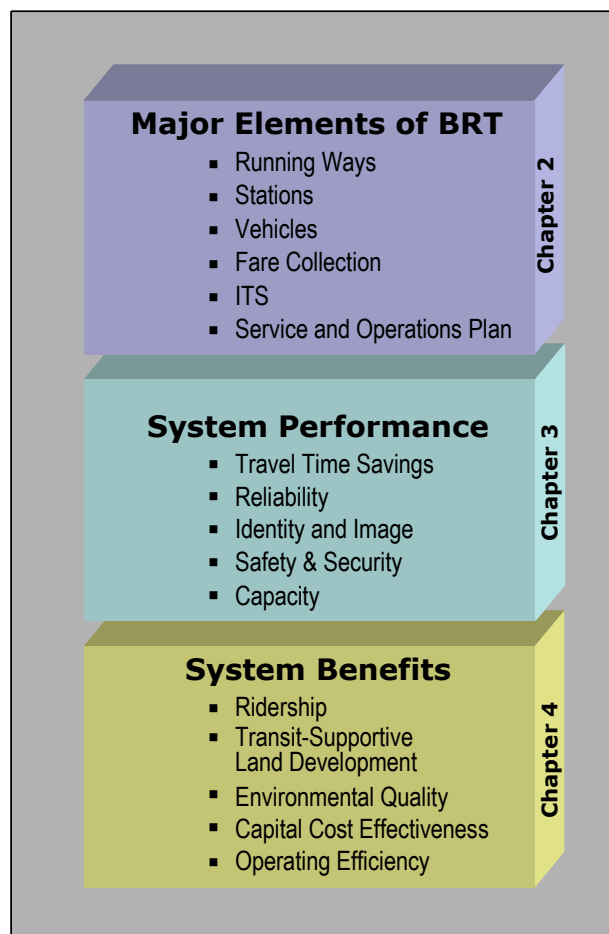 Major Elements of BRT
▪ Running Ways
▪ Stations
▪ Vehicles
▪ Fare Collection
▪ ITS
▪ Service and Operations Plan
Chapter 2
System Performance
▪ Travel Time Savings
▪ Reliability
▪ Identity and Image
▪ Safety & Security
▪ Capacity
Chapter 3
System Benefits
▪ Ridership
▪ Transit-Supportive
Land Development
▪ Environmental Quality
▪ Capital Cost Effectiveness
▪ Operating Efficiency
Chapter 4